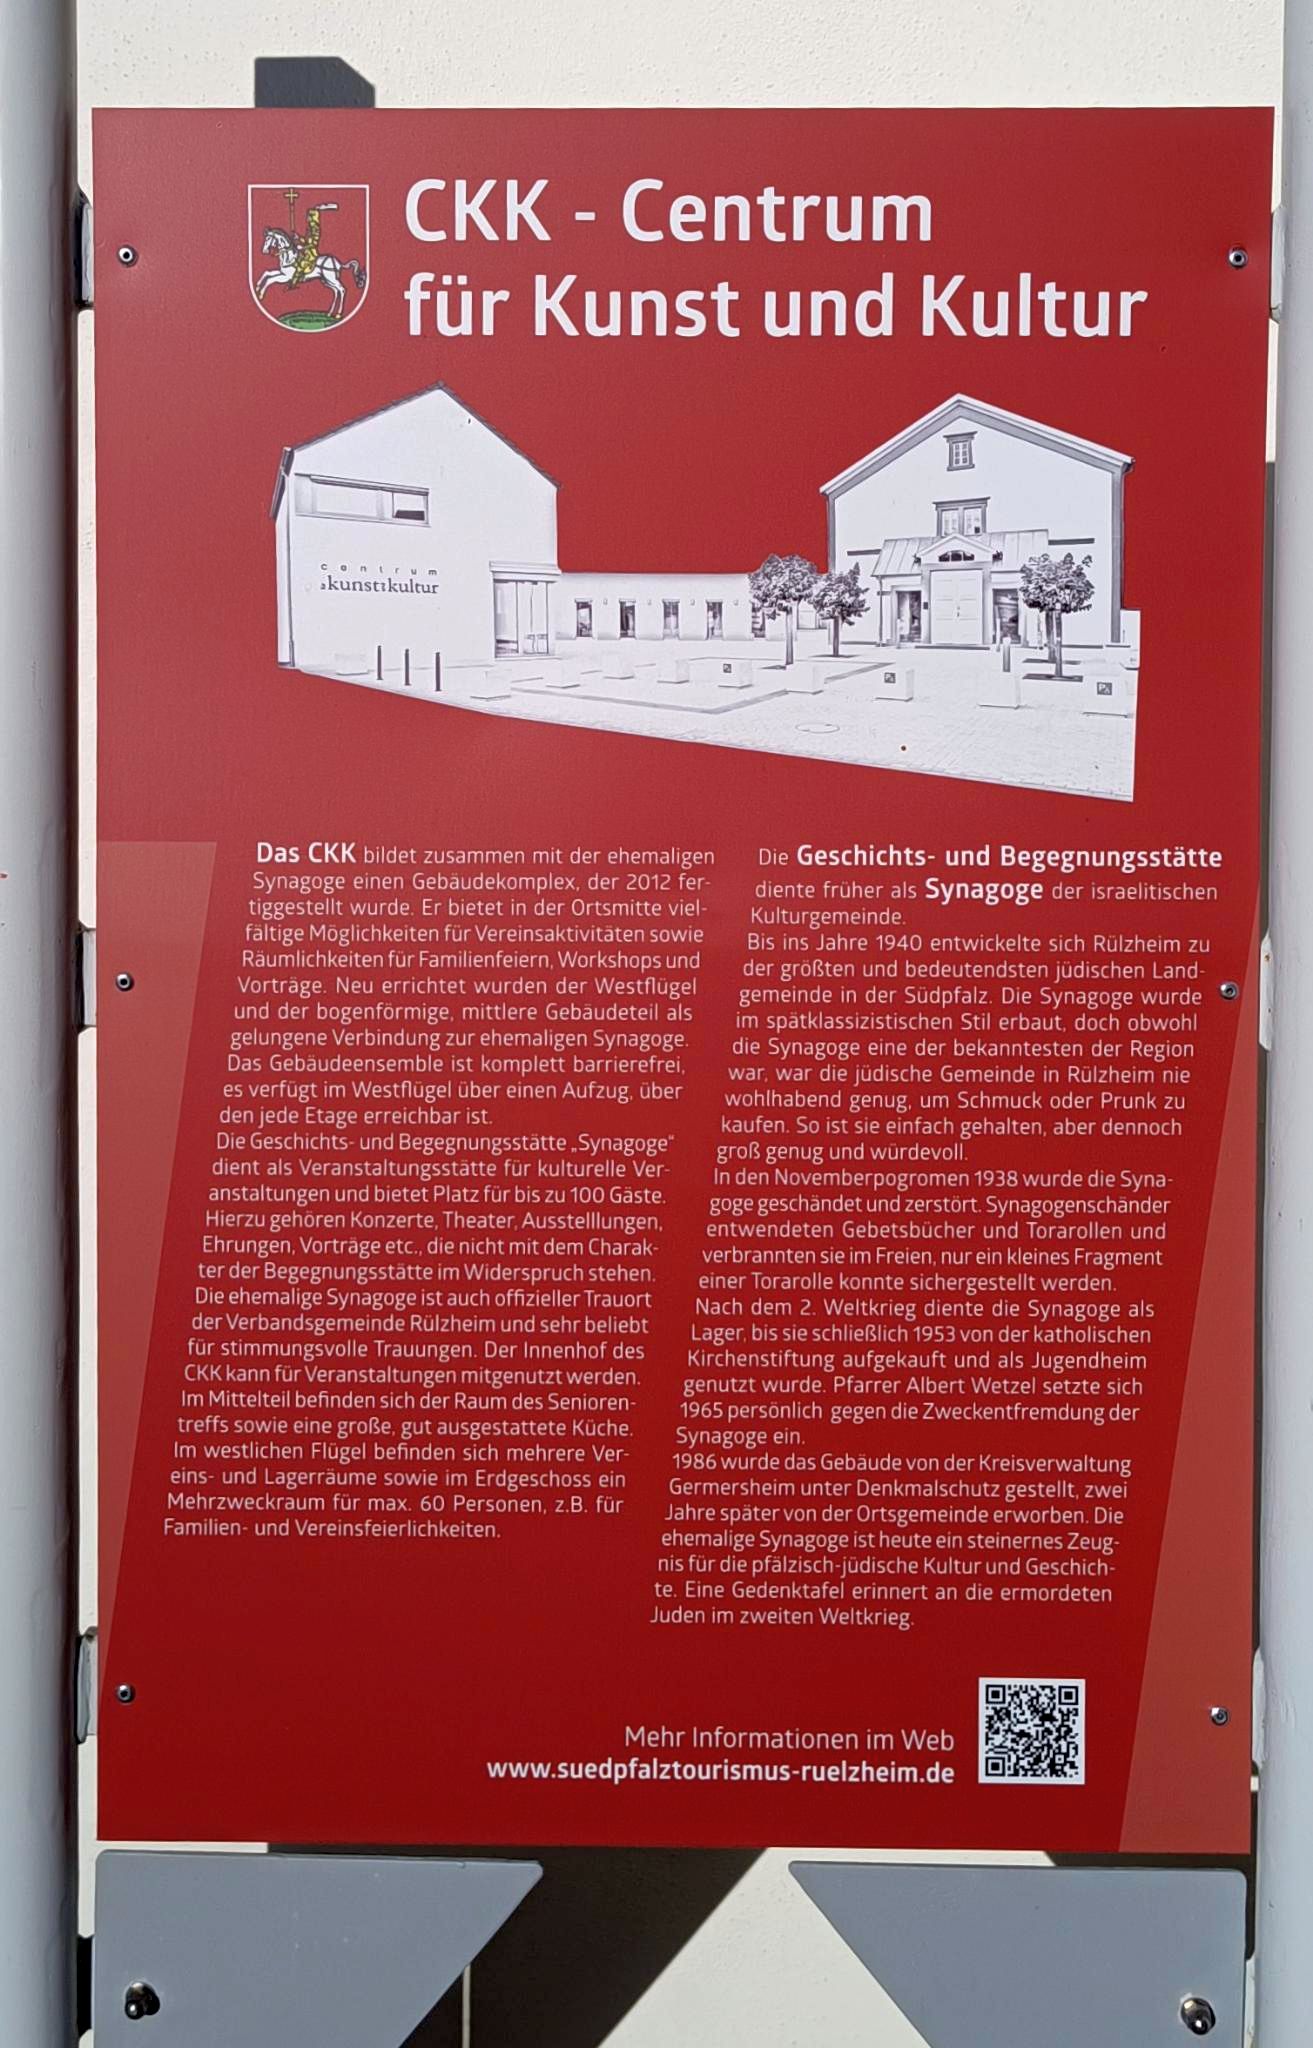 CKK - Centrum
für Kunst und Kultur
centrum
kunst kultur
Das CKK bildet zusammen mit der ehemaligen
Synagoge einen Gebäudekomplex, der 2012 fer-
tiggestellt wurde. Er bietet in der Ortsmitte viel-
fältige Möglichkeiten für Vereinsaktivitäten sowie
Räumlichkeiten für Familienfeiern, Workshops und
Vorträge. Neu errichtet wurden der Westflügel
und der bogenförmige, mittlere Gebäudeteil als
gelungene Verbindung zur ehemaligen Synagoge.
Das Gebäudeensemble ist komplett barrierefrei,
es verfügt im Westflügel über einen Aufzug, über
den jede Etage erreichbar ist.
Die Geschichts- und Begegnungsstätte „Synagoge“
dient als Veranstaltungsstätte für kulturelle Ver-
anstaltungen und bietet Platz für bis zu 100 Gäste.
Hierzu gehören Konzerte, Theater, Ausstelllungen,
Ehrungen, Vorträge etc., die nicht mit dem Charak-
ter der Begegnungsstätte im Widerspruch stehen.
Die ehemalige Synagoge ist auch offizieller Trauort
der Verbandsgemeinde Rülzheim und sehr beliebt
für stimmungsvolle Trauungen. Der Innenhof des
CKK kann für Veranstaltungen mitgenutzt werden.
Im Mittelteil befinden sich der Raum des Senioren-
treffs sowie eine große, gut ausgestattete Küche.
Im westlichen Flügel befinden sich mehrere Ver-
eins- und Lagerräume sowie im Erdgeschoss ein
Mehrzweckraum für max. 60 Personen, z.B. für
Familien- und Vereinsfeierlichkeiten.
Die Geschichts- und Begegnungsstätte
diente früher als Synagoge der israelitischen
Kulturgemeinde.
Bis ins Jahre 1940 entwickelte sich Rülzheim zu
der größten und bedeutendsten jüdischen Land-
gemeinde in der Südpfalz. Die Synagoge wurde
im spätklassizistischen Stil erbaut, doch obwohl
die Synagoge eine der bekanntesten der Region
war, war die jüdische Gemeinde in Rülzheim nie
wohlhabend genug, um Schmuck oder Prunk zu
kaufen. So ist sie einfach gehalten, aber dennoch
groß genug und würdevoll.
In den Novemberpogromen 1938 wurde die Syna-
goge geschändet und zerstört. Synagogenschänder
entwendeten Gebetsbücher und Torarollen und
verbrannten sie im Freien, nur ein kleines Fragment
einer Torarolle konnte sichergestellt werden.
Nach dem 2. Weltkrieg diente die Synagoge als
Lager, bis sie schließlich 1953 von der katholischen
Kirchenstiftung aufgekauft und als Jugendheim
genutzt wurde. Pfarrer Albert Wetzel setzte sich
1965 persönlich gegen die Zweckentfremdung der
Synagoge ein.
1986 wurde das Gebäude von der Kreisverwaltung
Germersheim unter Denkmalschutz gestellt, zwei
Jahre später von der Ortsgemeinde erworben. Die
ehemalige Synagoge ist heute ein steinernes Zeug-
nis für die pfälzisch-jüdische Kultur und Geschich-
te. Eine Gedenktafel erinnert an die ermordeten
Juden im zweiten Weltkrieg.
Mehr Informationen im Web
www.suedpfalztourismus-ruelzheim.de